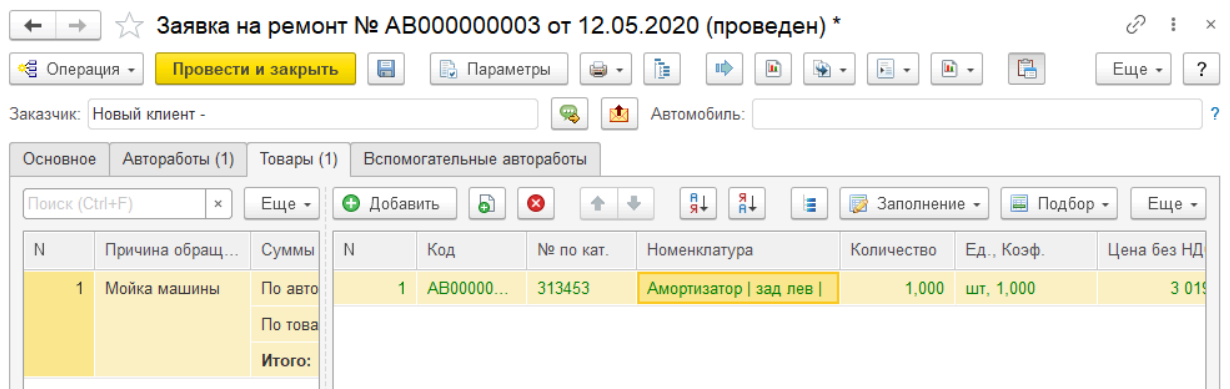 Заявка на ремонт № АВ000000003 от 12.05.2020 (проведен) *
Операция Провести и закрыть Параметры Еще ?
Заказчик: Новый клиент - Автомобиль: ?
Основное Автоработы (1) Товары (1) Вспомогательные автоработы
Поиск (Ctrl+F) × Еще Добавить Заполнение Подбор Еще
N Причина обращ... Суммы N Код № по кат. Номенклатура Количество Ед., Коэф. Цена без НД
1 Мойка машины По авто 1 АВ00000... 313453 Амортизатор | зад лев | 1,000 шт, 1,000 3 019
По това
Итого: